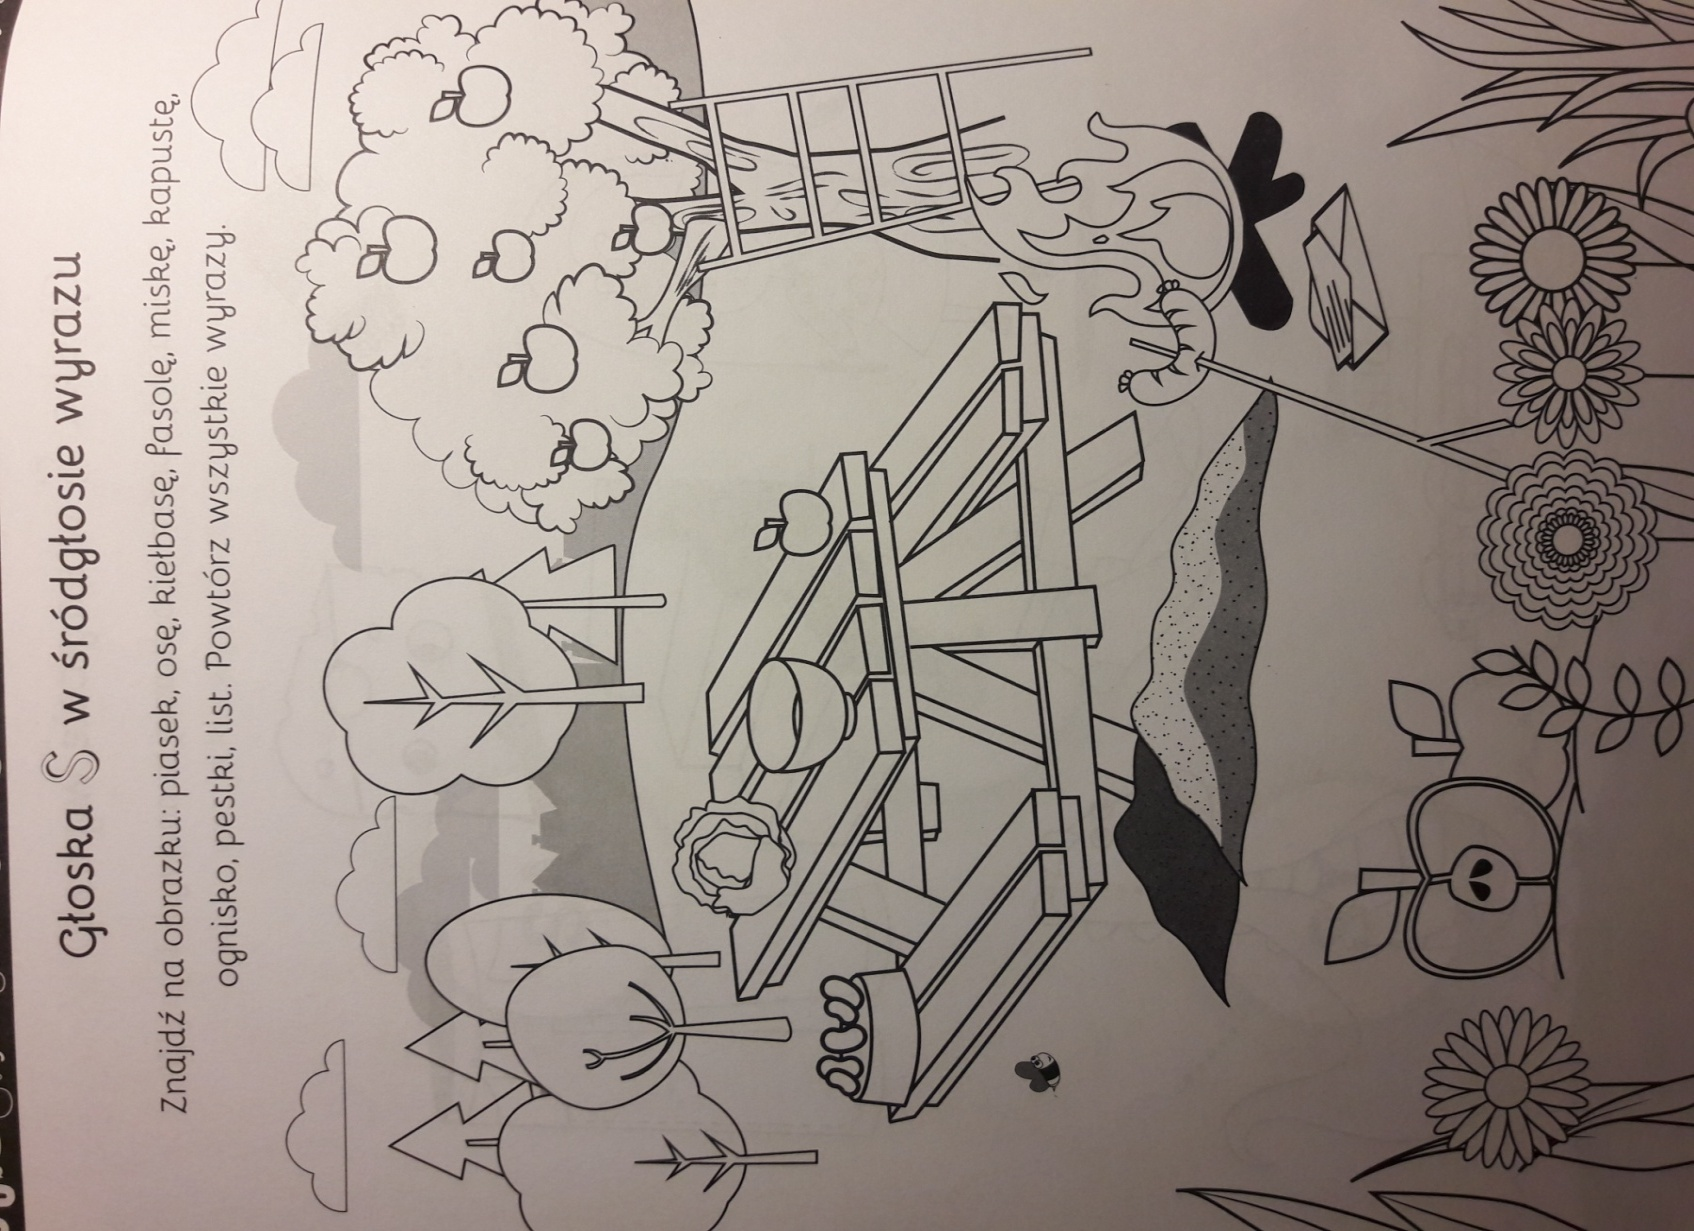 Głoska S w śródgłosie wyrazu
Znajdź na obrazku: piasek, osę, kiełbasę, fasolę, miskę, kapustę,
ognisko, pestki, list. Powtórz wszystkie wyrazy.